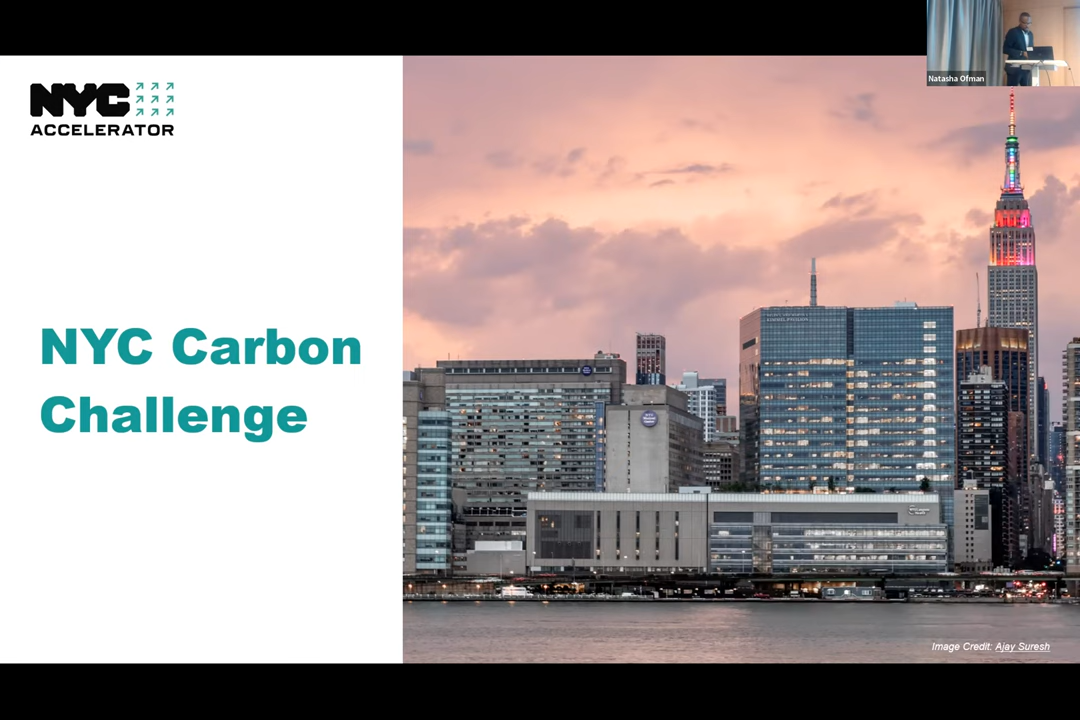 NYC
ACCELERATOR
Natasha Ofman
NYC Carbon
Challenge
Image Credit: Ajay Suresh